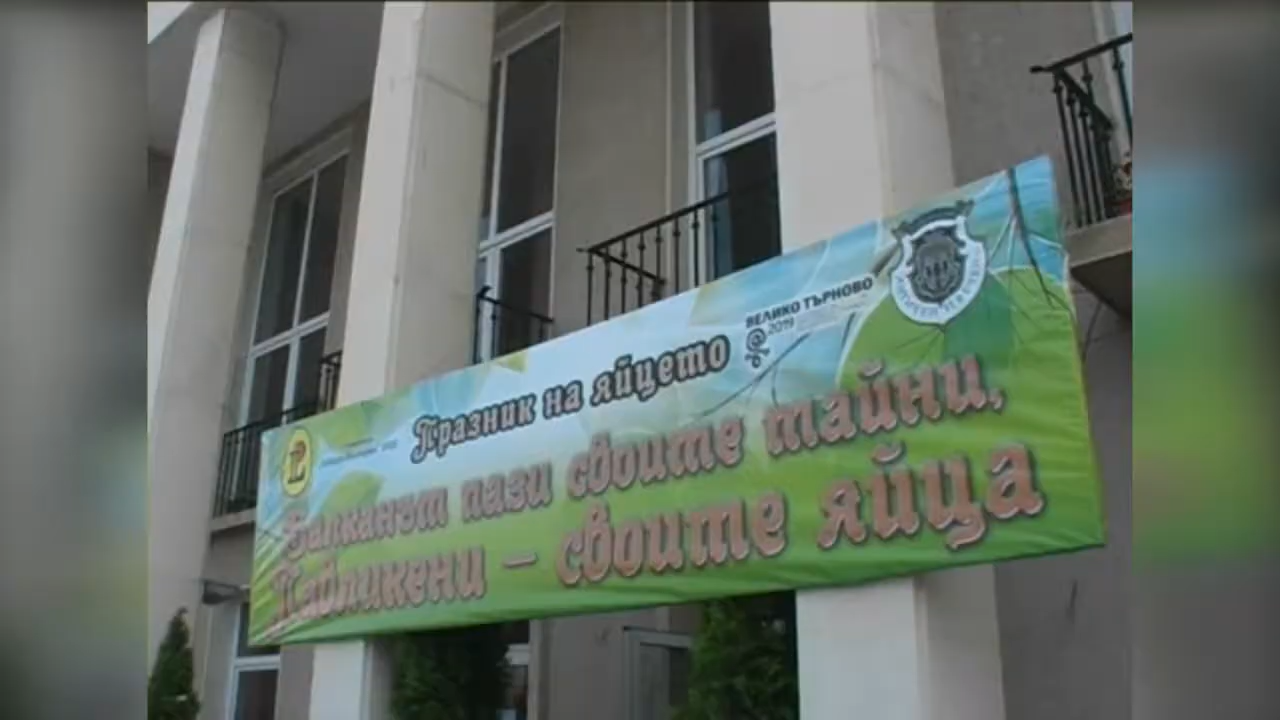 ВЕЛИКО ТЪРНОВО
2019
Празник на яйцето
Балканът пази своите тайни,
Павликени – своите яйца